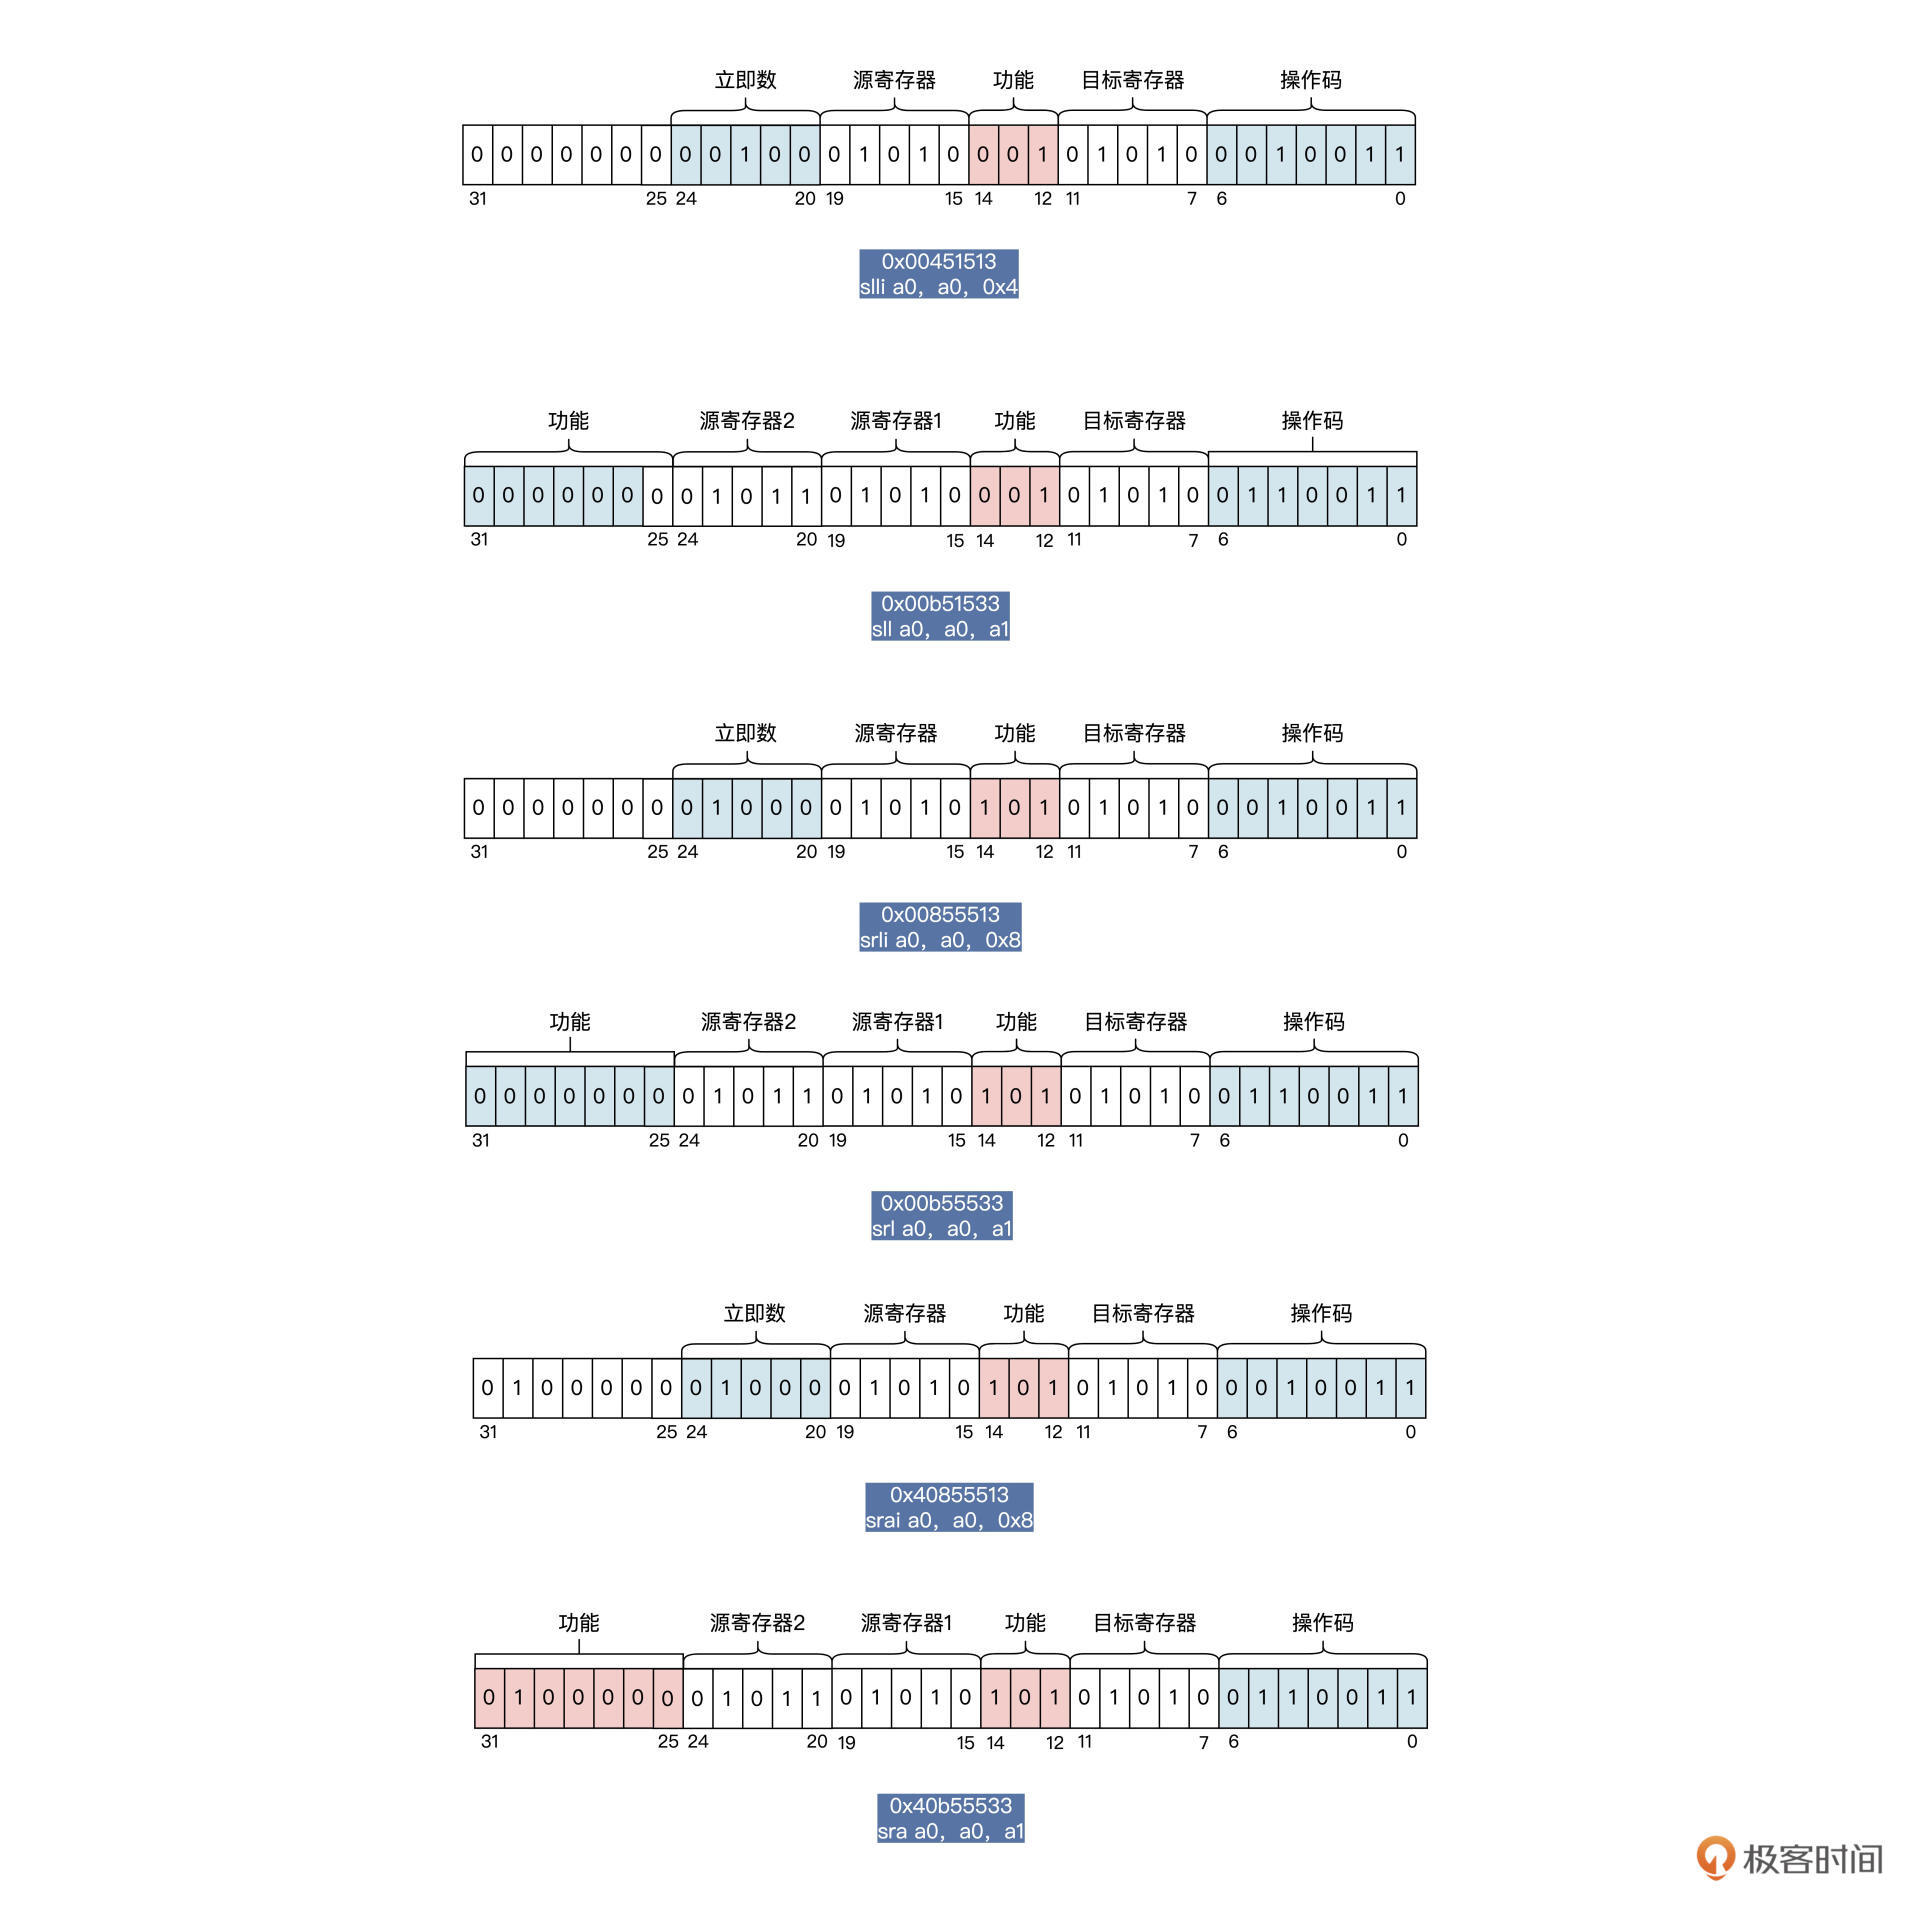 立即数 源寄存器 功能 目标寄存器 操作码
0 0 0 0 0 0 0 0 0 1 0 0 0 1 0 1 0 0 0 1 0 1 0 1 0 0 0 1 0 0 1 1
31 25 24 20 19 15 14 12 11 7 6 0
0x00451513
slli a0，a0，0x4
功能 源寄存器2 源寄存器1 功能 目标寄存器 操作码
0 0 0 0 0 0 0 0 1 0 1 1 0 1 0 1 0 0 0 1 0 1 0 1 0 0 1 1 0 0 1 1
31 25 24 20 19 15 14 12 11 7 6 0
0x00b51533
sll a0，a0，a1
立即数 源寄存器 功能 目标寄存器 操作码
0 0 0 0 0 0 0 0 1 0 0 0 0 1 0 1 0 1 0 1 0 1 0 1 0 0 0 1 0 0 1 1
31 25 24 20 19 15 14 12 11 7 6 0
0x00855513
srli a0，a0，0x8
功能 源寄存器2 源寄存器1 功能 目标寄存器 操作码
0 0 0 0 0 0 0 0 1 0 1 1 0 1 0 1 0 1 0 1 0 1 0 1 0 0 1 1 0 0 1 1
31 25 24 20 19 15 14 12 11 7 6 0
0x00b55533
srl a0，a0，a1
立即数 源寄存器 功能 目标寄存器 操作码
0 1 0 0 0 0 0 0 1 0 0 0 0 1 0 1 0 1 0 1 0 1 0 1 0 0 0 1 0 0 1 1
31 25 24 20 19 15 14 12 11 7 6 0
0x40855513
srai a0，a0，0x8
功能 源寄存器2 源寄存器1 功能 目标寄存器 操作码
0 1 0 0 0 0 0 0 1 0 1 1 0 1 0 1 0 1 0 1 0 1 0 1 0 0 1 1 0 0 1 1
31 25 24 20 19 15 14 12 11 7 6 0
0x40b55533
sra a0，a0，a1
极客时间